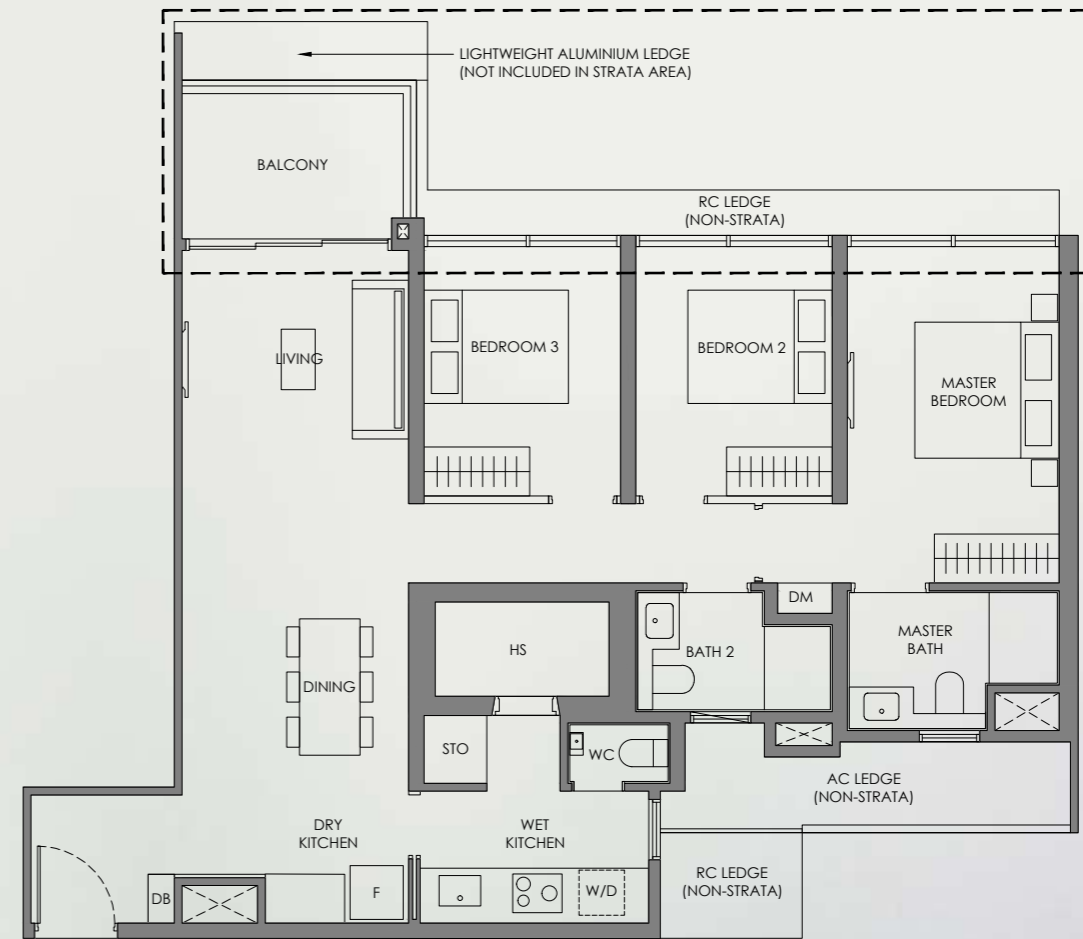 LIGHTWEIGHT ALUMINIUM LEDGE
(NOT INCLUDED IN STRATA AREA)
BALCONY
RC LEDGE
(NON-STRATA)
LIVING
BEDROOM 3
BEDROOM 2
MASTER
BEDROOM
HS
DM
BATH 2
MASTER
BATH
DINING
STO
WC
AC LEDGE
(NON-STRATA)
DRY
KITCHEN
WET
KITCHEN
DB
F
W/D
RC LEDGE
(NON-STRATA)